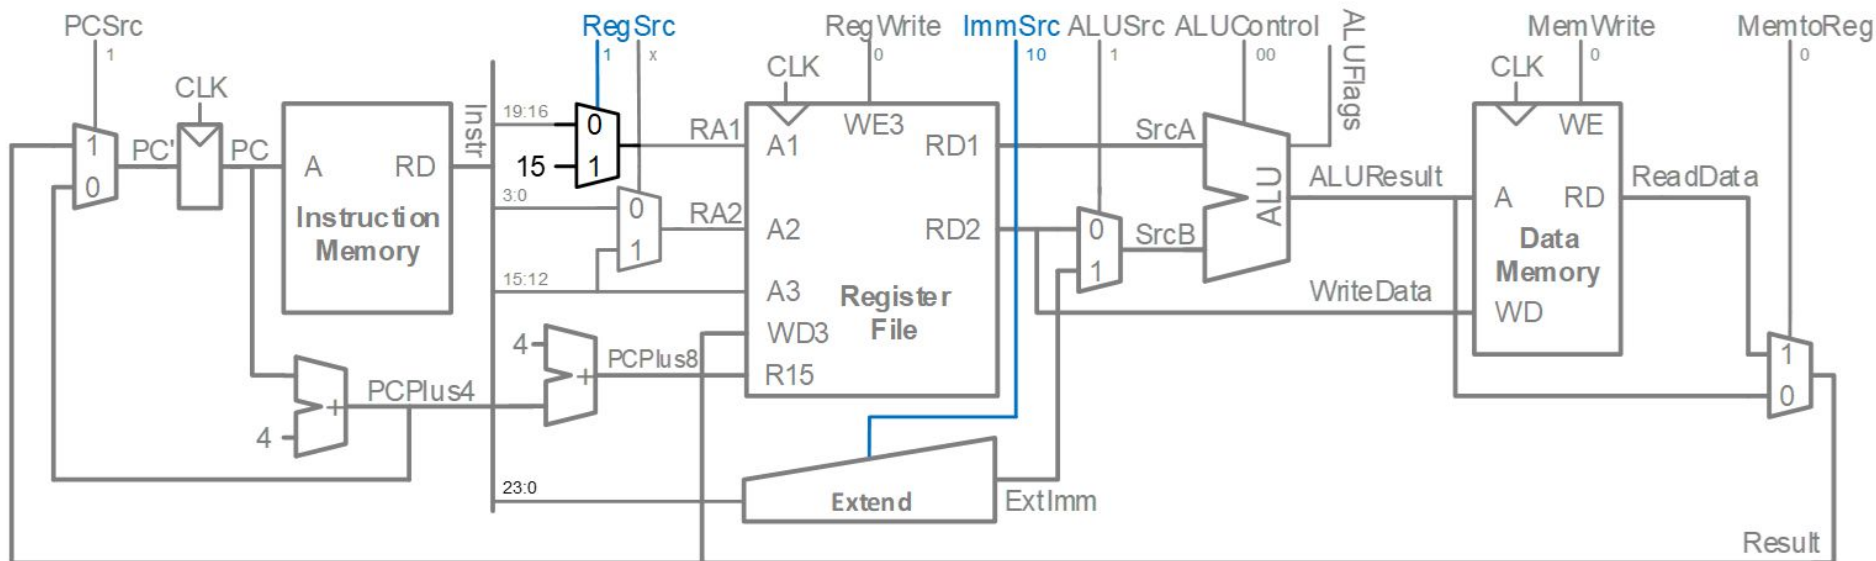 PCSrc
1
CLK
1
0
PC'
PC
A RD
Instruction
Memory
4
+
PCPlus4
Instr
RegSrc
1 x
19:16
15
0
1
3:0
0
1
15:12
4
+
PCPlus8
23:0
RA1
RA2
RegWrite
0
CLK
WE3
A1 RD1
A2 RD2
A3
WD3
R15
Register
File
Extend
ExtImm
ImmSrc
10
ALUSrc
1
0
1
SrcA
SrcB
ALUControl
00
ALU
ALUFlags
ALUResult
WriteData
MemWrite
0
CLK
WE
A RD
Data
Memory
WD
ReadData
MemtoReg
0
1
0
Result